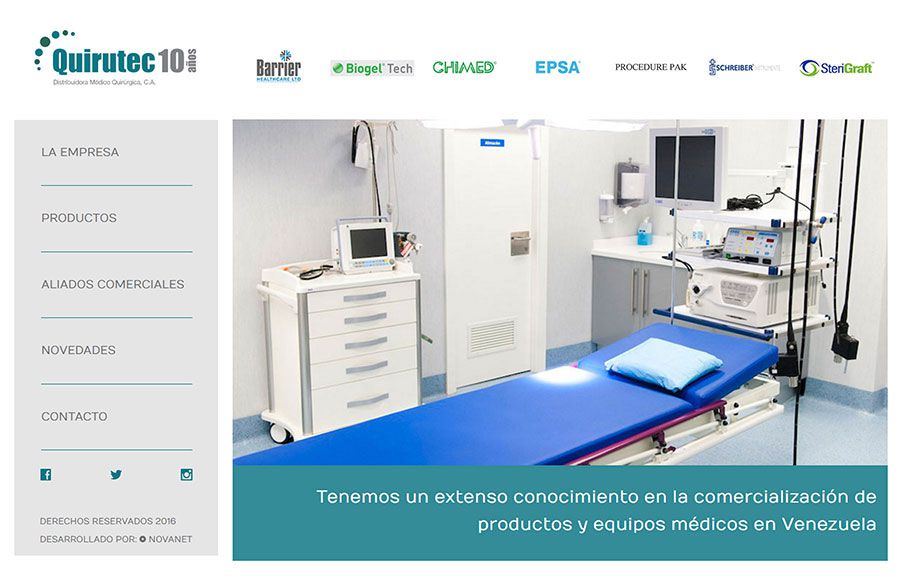 Quirutec 10 años
Distribuidora Médico Quirúrgica, C.A.
Barrier
HEALTHCARE LTD
Biogel® Tech
CHIMED®
EPSA
PROCEDURE PAK
SCHREIBER
SteriGraft™
LA EMPRESA
PRODUCTOS
ALIADOS COMERCIALES
NOVEDADES
CONTACTO
DERECHOS RESERVADOS 2016
DESARROLLADO POR: NOVANET
Almacén
Tenemos un extenso conocimiento en la comercialización de
productos y equipos médicos en Venezuela